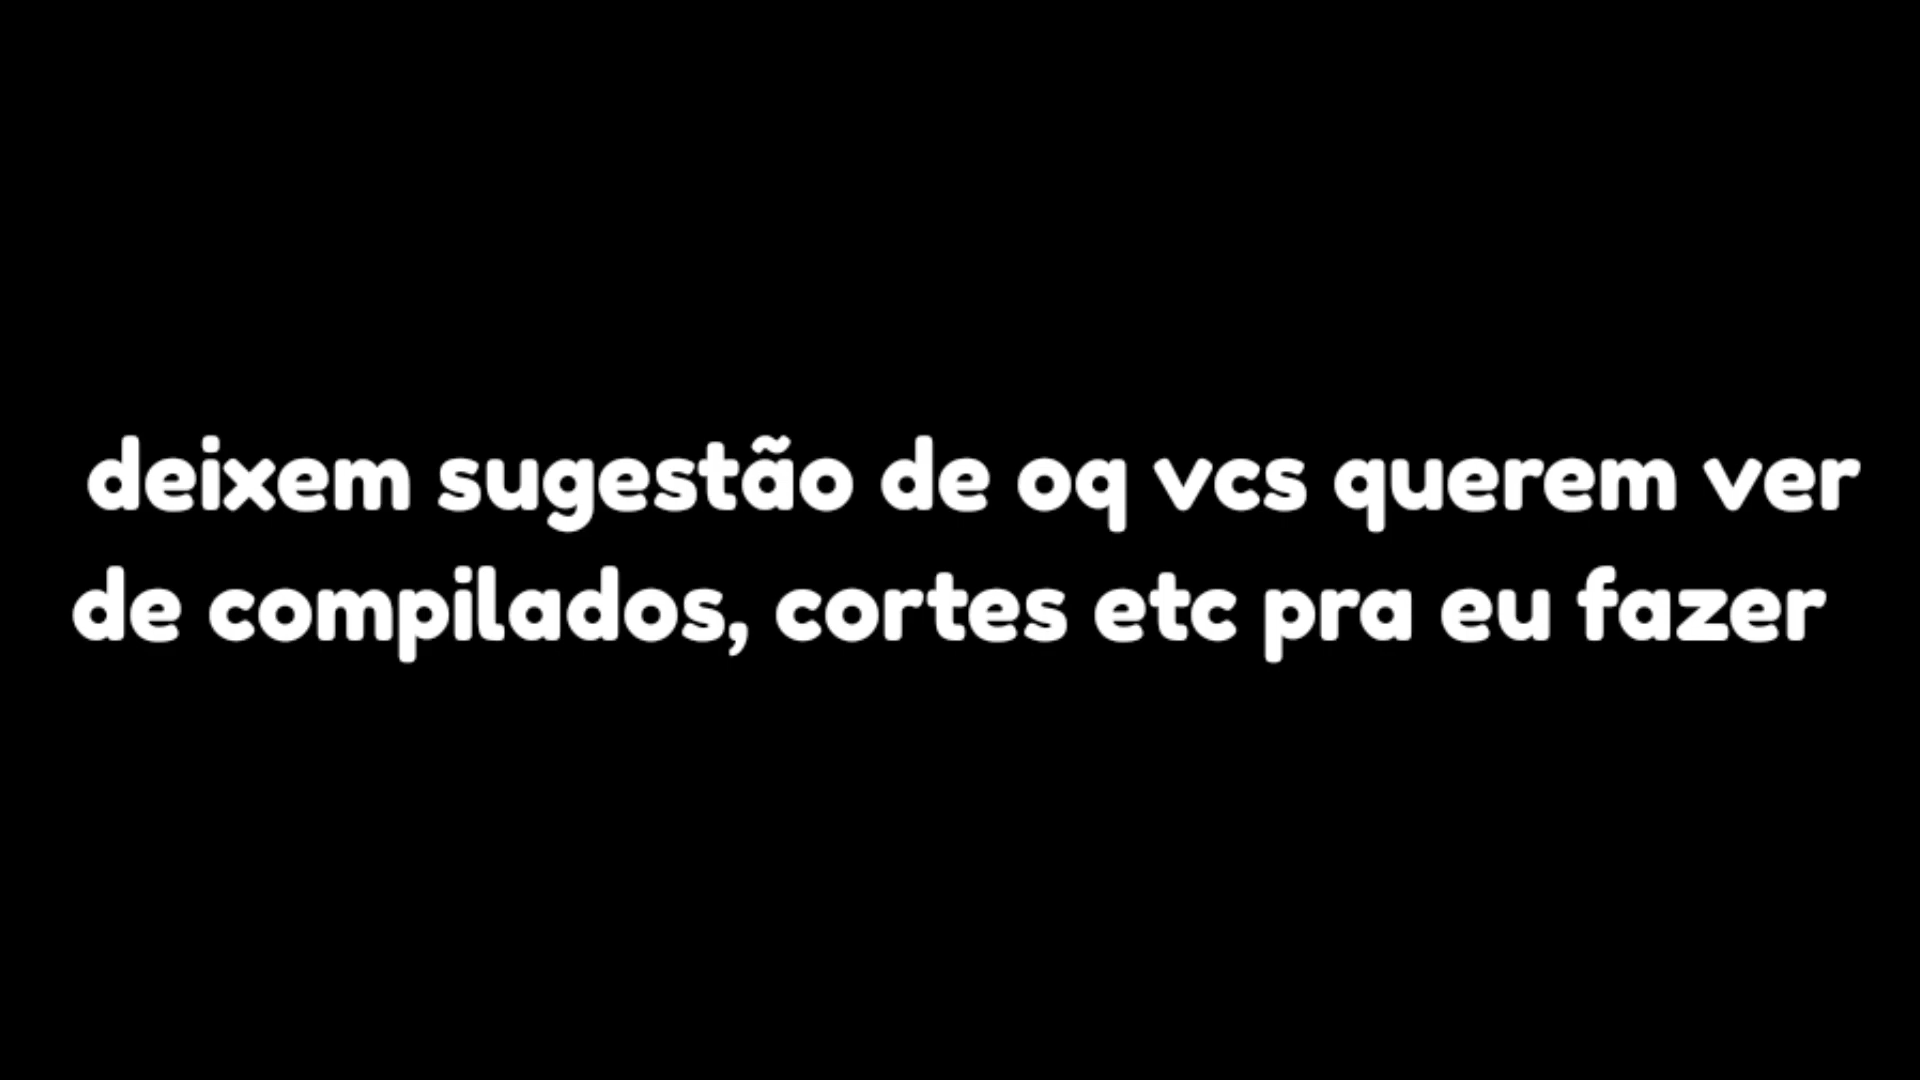 deixem sugestão de oq vcs querem ver
de compilados, cortes etc pra eu fazer